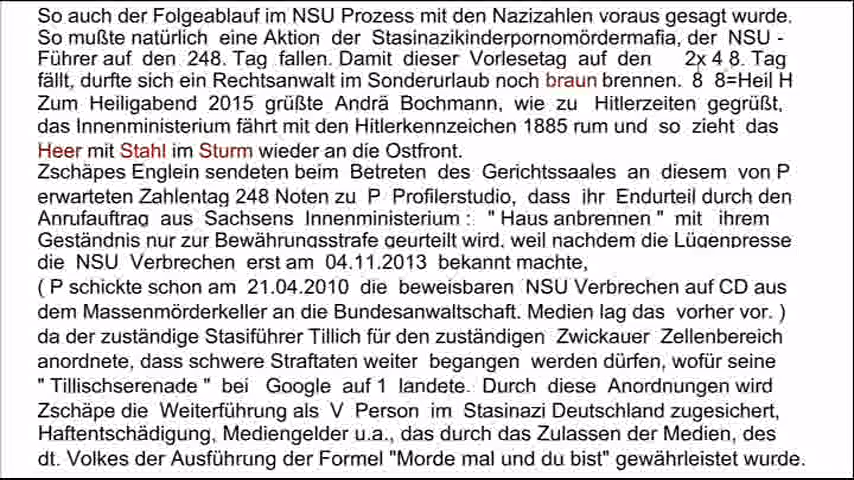 So auch der Folgeablauf im NSU Prozess mit den Nazizahlen voraus gesagt wurde.
So mußte natürlich eine Aktion der Stasinazikinderpornomördermafia, der NSU -
Führer auf den 248. Tag fallen. Damit dieser Vorlesetag auf den 2x 4 8. Tag
fällt, durfte sich ein Rechtsanwalt im Sonderurlaub noch braun brennen. 8 8=Heil H
Zum Heiligabend 2015 grüßte Andrä Bochmann, wie zu Hitlerzeiten gegrüßt,
das Innenministerium fährt mit den Hitlerkennzeichen 1885 rum und so zieht das
Heer mit Stahl im Sturm wieder an die Ostfront.
Zschäpes Englein sendeten beim Betreten des Gerichtssaales an diesem von P
erwarteten Zahlentag 248 Noten zu P Profilerstudio, dass ihr Endurteil durch den
Anrufauftrag aus Sachsens Innenministerium : " Haus anbrennen " mit ihrem
Geständnis nur zur Bewährungsstrafe geurteilt wird, weil nachdem die Lügenpresse
die NSU Verbrechen erst am 04.11.2013 bekannt machte,
( P schickte schon am 21.04.2010 die beweisbaren NSU Verbrechen auf CD aus
dem Massenmörderkeller an die Bundesanwaltschaft. Medien lag das vorher vor. )
da der zuständige Stasiführer Tillich für den zuständigen Zwickauer Zellenbereich
anordnete, dass schwere Straftaten weiter begangen werden dürfen, wofür seine
" Tillischserenade " bei Google auf 1 landete. Durch diese Anordnungen wird
Zschäpe die Weiterführung als V Person im Stasinazi Deutschland zugesichert,
Haftentschädigung, Mediengelder u.a., das durch das Zulassen der Medien, des
dt. Volkes der Ausführung der Formel "Morde mal und du bist" gewährleistet wurde.